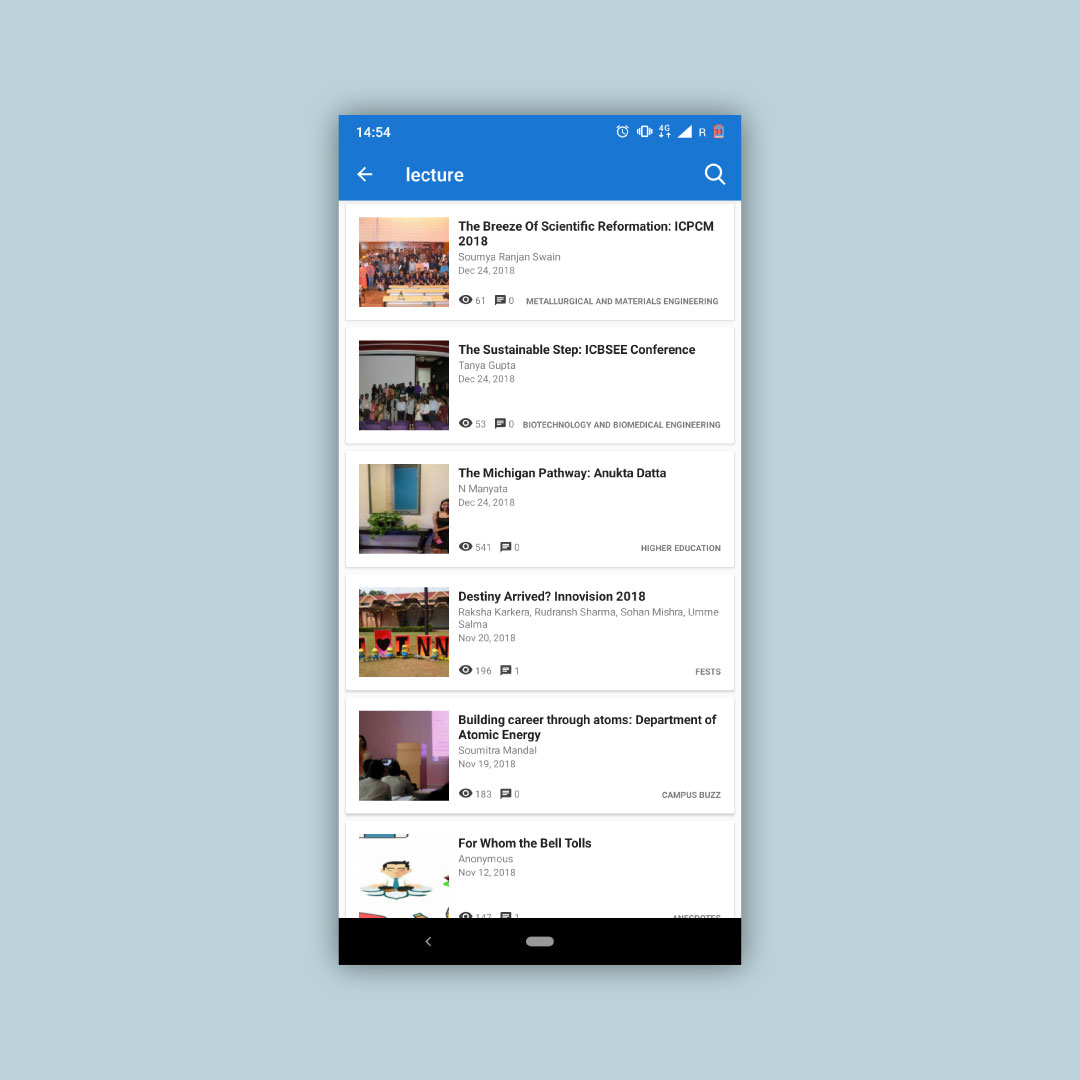 14:54
4G
R
31
lecture
The Breeze Of Scientific Reformation: ICPCM
2018
Soumya Ranjan Swain
Dec 24, 2018
61 0 METALLURGICAL AND MATERIALS ENGINEERING
The Sustainable Step: ICBSEE Conference
Tanya Gupta
Dec 24, 2018
53 0 BIOTECHNOLOGY AND BIOMEDICAL ENGINEERING
The Michigan Pathway: Anukta Datta
N Manyata
Dec 24, 2018
541 0 HIGHER EDUCATION
INN
Destiny Arrived? Innovision 2018
Raksha Karkera, Rudransh Sharma, Sohan Mishra, Umme
Salma
Nov 20, 2018
196 1 FESTS
Building career through atoms: Department of
Atomic Energy
Soumitra Mandal
Nov 19, 2018
183 0 CAMPUS BUZZ
For Whom the Bell Tolls
Anonymous
Nov 12, 2018
147 1 ANECDOTES